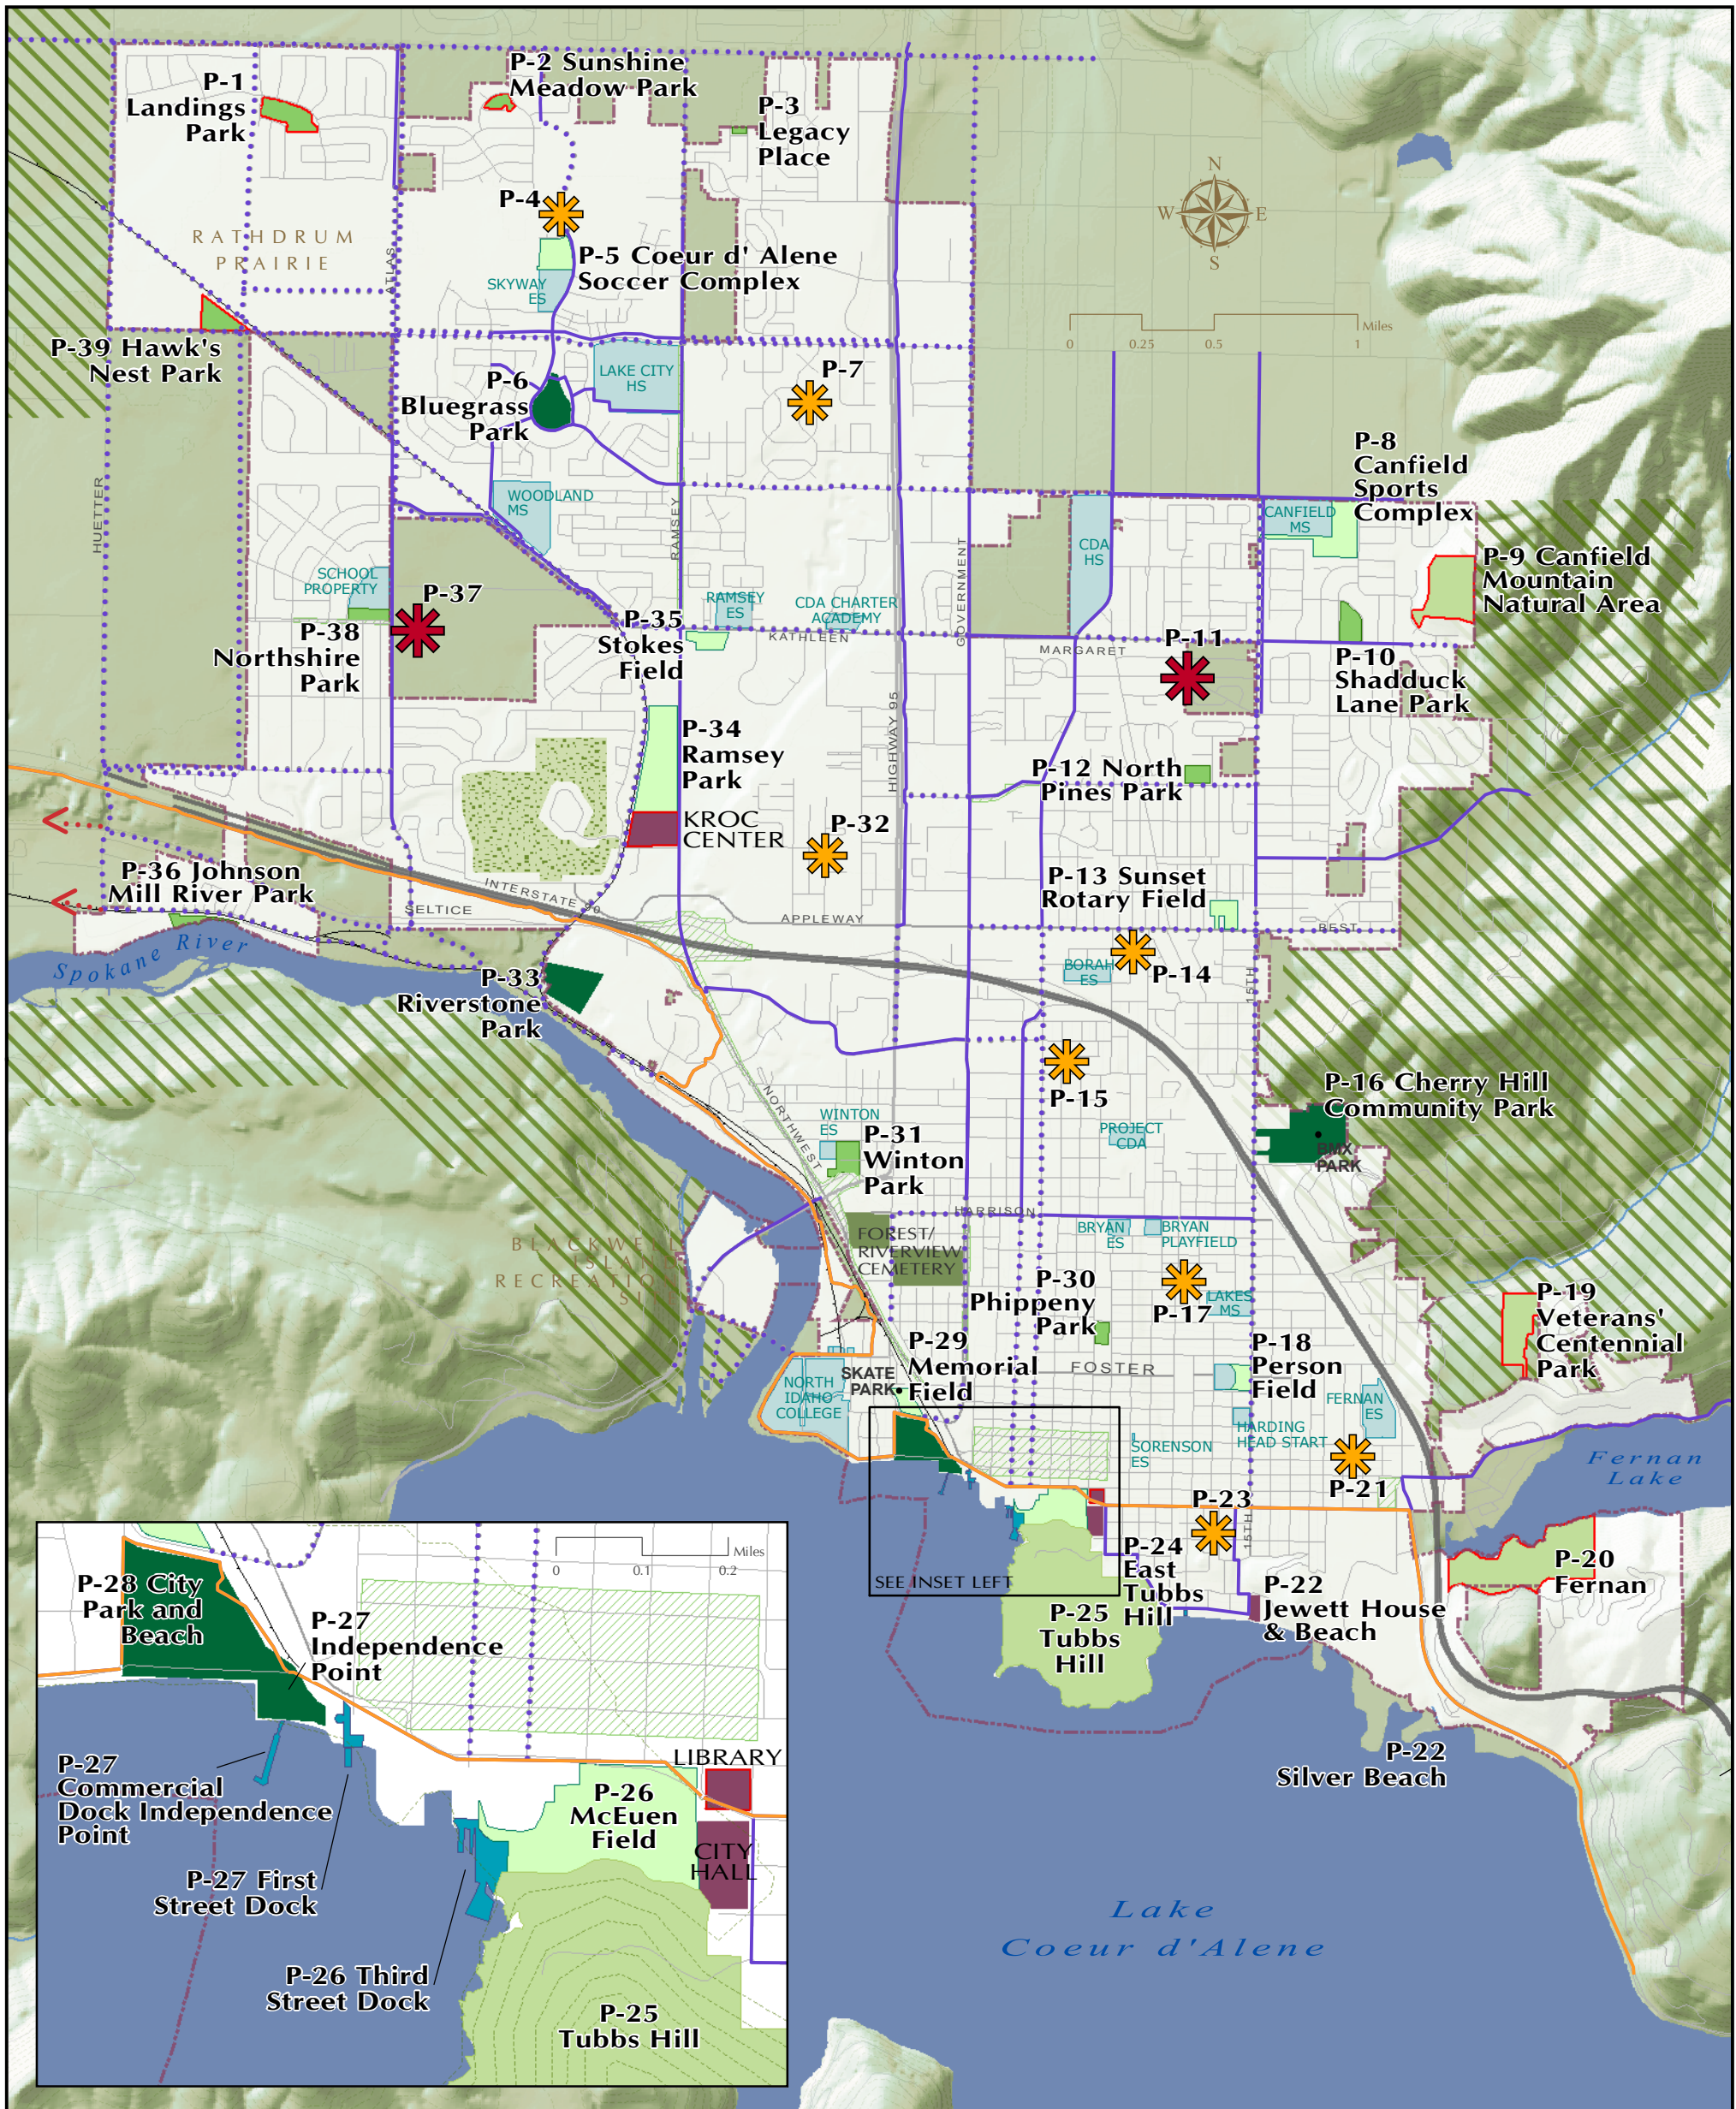 P-1
Landings
Park
P-2 Sunshine
Meadow Park
P-3
Legacy
Place
N
W
E
S
P-4
P-5 Coeur d' Alene
Soccer Complex
SKYWAY
ES
RATHDRUM
PRAIRIE
ATLAS
Miles
0
0.25
0.5
1
P-39 Hawk's
Nest Park
P-6
Bluegrass
Park
LAKE CITY
HS
P-7
P-8
Canfield
Sports
Complex
HUETTER
WOODLAND
MS
RAMSEY
GOVERNMENT
CDA
HS
CANFIELD
MS
P-9 Canfield
Mountain
Natural Area
SCHOOL
PROPERTY
P-37
P-38
Northshire
Park
P-35
Stokes
Field
RAMSEY
ES
CDA CHARTER
ACADEMY
KATHLEEN
MARGARET
P-11
P-10
Shadduck
Lane Park
P-34
Ramsey
Park
HIGHWAY 95
P-12 North
Pines Park
KROC
CENTER
P-32
P-36 Johnson
Mill River Park
INTERSTATE 90
SELTICE
APPLEWAY
P-13 Sunset
Rotary Field
BEST
Spokane River
P-33
Riverstone
Park
BORAH
ES
P-14
15TH
P-15
NORTHWEST
WINTON
ES
P-31
Winton
Park
PROJECT
CDA
P-16 Cherry Hill
Community Park
BMX
PARK
HARRISON
FOREST/
RIVERVIEW
CEMETERY
BRYAN
ES
BRYAN
PLAYFIELD
BLACKWELL
ISLAND
RECREATION
SITE
P-30
Phippeny
Park
P-17
LAKES
MS
P-19
Veterans'
Centennial
Park
P-29
Memorial
Field
SKATE
PARK
FOSTER
P-18
Person
Field
NORTH
IDAHO
COLLEGE
FERNAN
ES
HARDING
HEAD START
SORENSON
ES
P-21
Fernan
Lake
P-23
15TH
SEE INSET LEFT
P-24
East
Tubbs
Hill
P-25
Tubbs
Hill
P-22
Jewett House
& Beach
P-20
Fernan
P-22
Silver Beach
Lake
Coeur d'Alene
Miles
0
0.1
0.2
P-28 City
Park and
Beach
P-27
Independence
Point
LIBRARY
P-27
Commercial
Dock Independence
Point
P-26
McEuen
Field
CITY
HALL
P-27 First
Street Dock
P-26 Third
Street Dock
P-25
Tubbs Hill